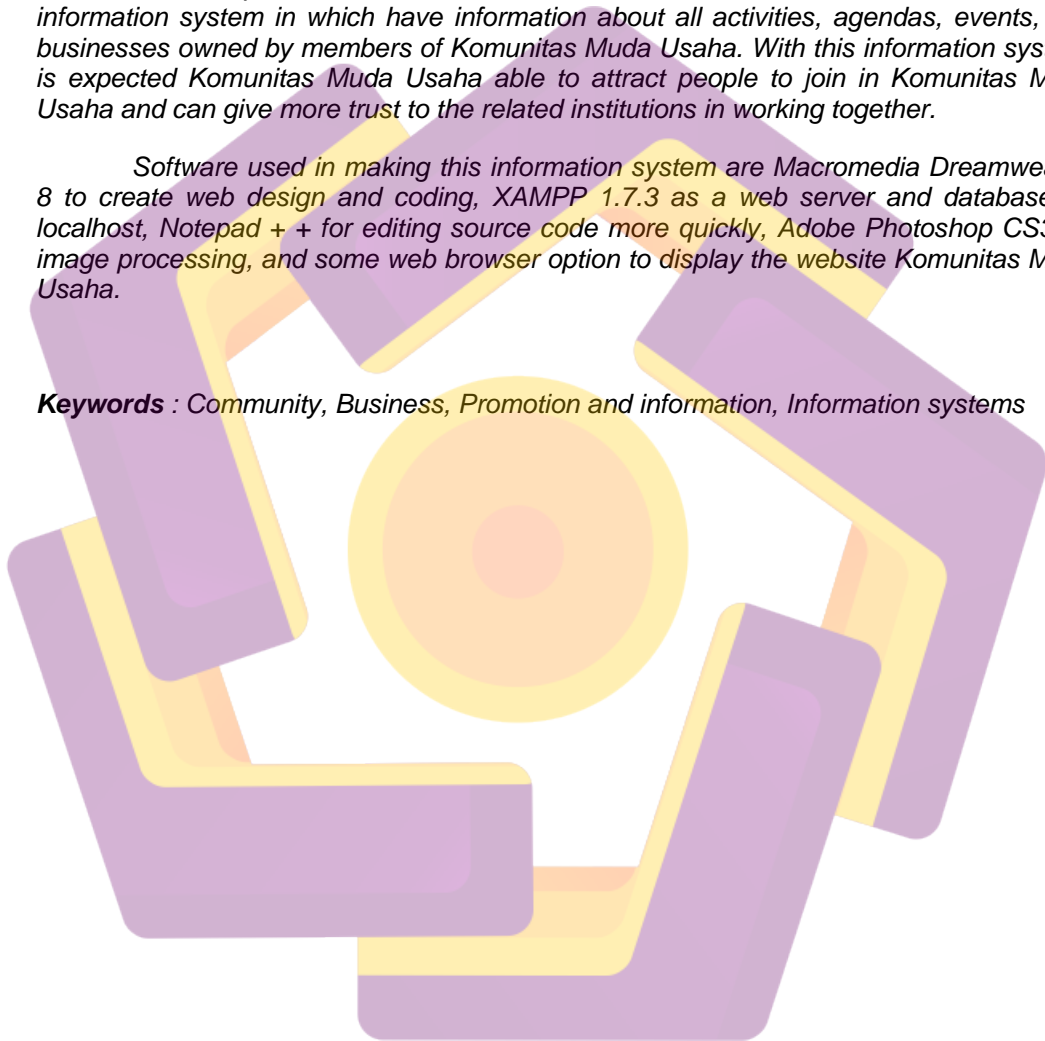 information system in which have information about all activities, agendas, events,
businesses owned by members of Komunitas Muda Usaha. With this information
is expected Komunitas Muda Usaha able to attract people to join in Komunitas
Usaha and can give more trust to the related institutions in working together.
Software used in making this information system are Macromedia
8 to create web design and coding, XAMPP 1.7.3 as a web server and database
localhost, Notepad + + for editing source code more quickly, Adobe Photoshop CS3
image processing, and some web browser option to display the website Komunitas
Usaha.
Keywords : Community, Business, Promotion and information, Information systems